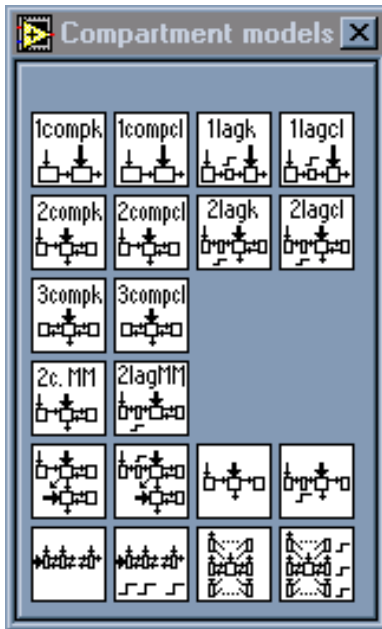 Compartment models
1compk 1compcl 1lagk 1lagcl
2compk 2compcl 2lagk 2lagcl
3compk 3compcl
2c. MM 2lagMM